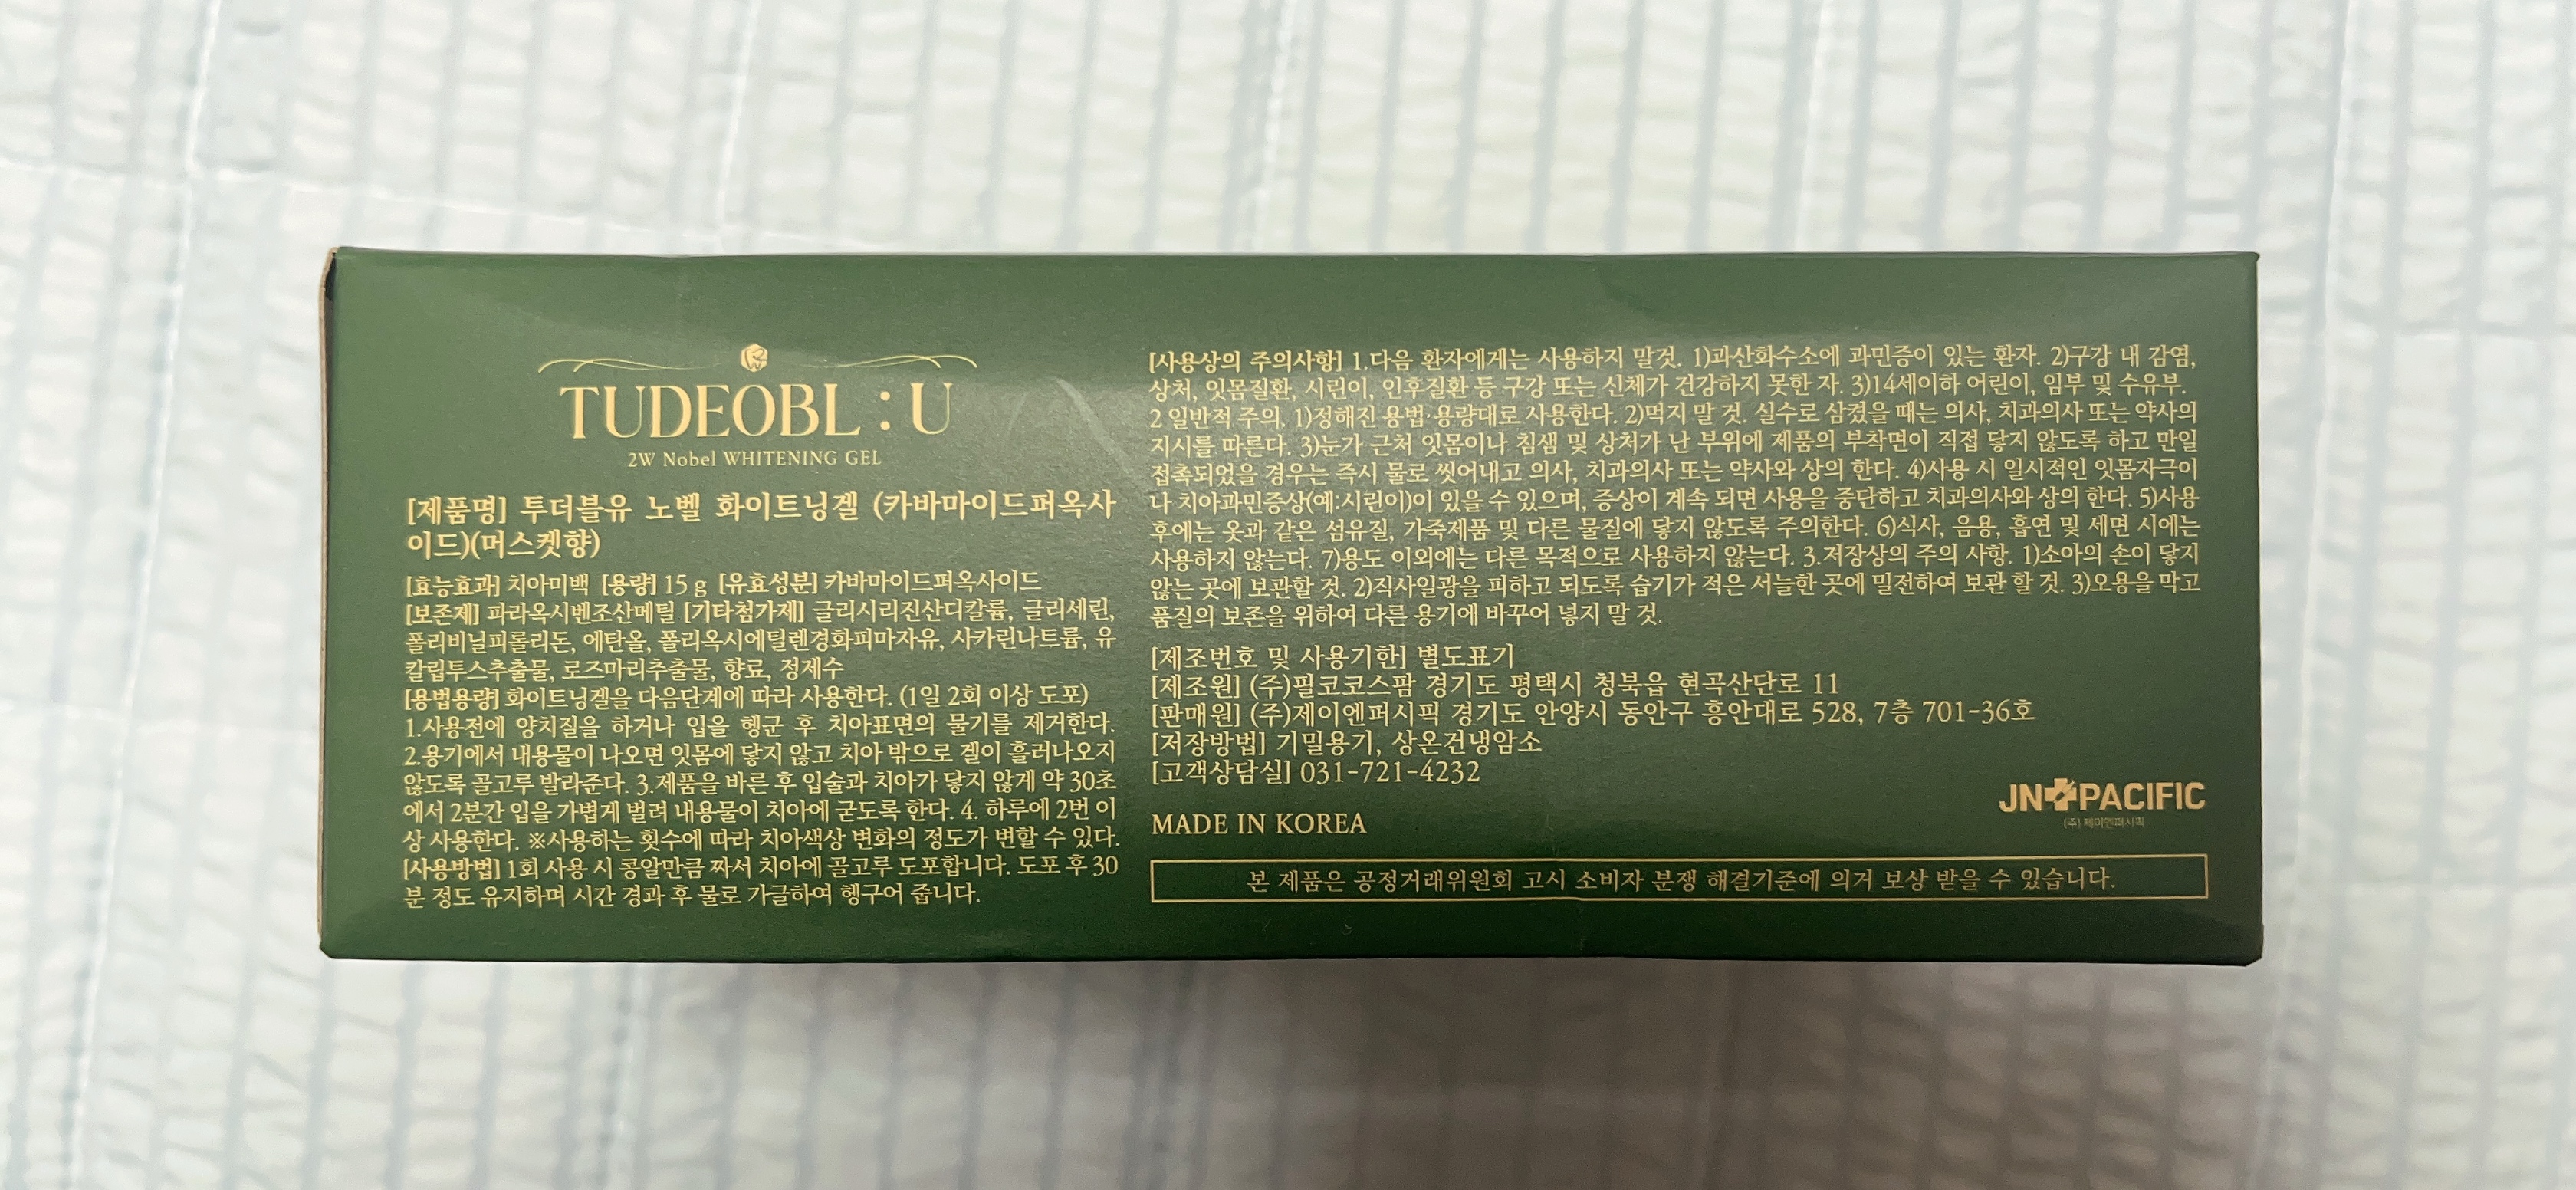 TUDEOBL : U
2W Nobel WHITENING GEL
[제품명] 투더블유 노벨 화이트닝겔 (카바마이드퍼옥사
이드)(머스켓향)
[효능효과] 치아미백 [용량] 15 g [유효성분] 카바마이드퍼옥사이드
[보존제] 파라옥시벤조산메틸 [기타첨가제] 글리시리진산디칼륨, 글리세린,
폴리비닐피롤리돈, 에탄올, 폴리옥시에틸렌경화피마자유, 사카린나트륨, 유
칼립투스추출물, 로즈마리추출물, 향료, 정제수
[용법용량] 화이트닝겔을 다음단계에 따라 사용한다. (1일 2회 이상 도포)
1.사용전에 양치질을 하거나 입을 헹군 후 치아표면의 물기를 제거한다.
2.용기에서 내용물이 나오면 잇몸에 닿지 않고 치아 밖으로 겔이 흘러나오지
않도록 골고루 발라준다. 3.제품을 바른 후 입술과 치아가 닿지 않게 약 30초
에서 2분간 입을 가볍게 벌려 내용물이 치아에 굳도록 한다. 4. 하루에 2번 이
상 사용한다. ※사용하는 횟수에 따라 치아색상 변화의 정도가 변할 수 있다.
[사용방법] 1회 사용 시 콩알만큼 짜서 치아에 골고루 도포합니다. 도포 후 30
분 정도 유지하며 시간 경과 후 물로 가글하여 헹구어 줍니다.
[사용상의 주의사항] 1.다음 환자에게는 사용하지 말것. 1)과산화수소에 과민증이 있는 환자. 2)구강 내 감염,
상처, 잇몸질환, 시린이, 인후질환 등 구강 또는 신체가 건강하지 못한 자. 3)14세이하 어린이, 임부 및 수유부.
2 일반적 주의. 1)정해진 용법·용량대로 사용한다. 2)먹지 말 것. 실수로 삼켰을 때는 의사, 치과의사 또는 약사의
지시를 따른다. 3)눈가 근처 잇몸이나 침샘 및 상처가 난 부위에 제품의 부착면이 직접 닿지 않도록 하고 만일
접촉되었을 경우는 즉시 물로 씻어내고 의사, 치과의사 또는 약사와 상의 한다. 4)사용 시 일시적인 잇몸자극이
나 치아과민증상(예:시린이)이 있을 수 있으며, 증상이 계속 되면 사용을 중단하고 치과의사와 상의 한다. 5)사용
후에는 옷과 같은 섬유질, 가죽제품 및 다른 물질에 닿지 않도록 주의한다. 6)식사, 음용, 흡연 및 세면 시에는
사용하지 않는다. 7)용도 이외에는 다른 목적으로 사용하지 않는다. 3.저장상의 주의 사항. 1)소아의 손이 닿지
않는 곳에 보관할 것. 2)직사일광을 피하고 되도록 습기가 적은 서늘한 곳에 밀전하여 보관 할 것. 3)오용을 막고
품질의 보존을 위하여 다른 용기에 바꾸어 넣지 말 것.
[제조번호 및 사용기한] 별도표기
[제조원] (주)필코코스팜 경기도 평택시 청북읍 현곡산단로 11
[판매원] (주)제이엔퍼시픽 경기도 안양시 동안구 흥안대로 528, 7층 701-36호
[저장방법] 기밀용기, 상온건냉암소
[고객상담실] 031-721-4232
JN PACIFIC
(주) 제이엔퍼시픽
MADE IN KOREA
본 제품은 공정거래위원회 고시 소비자 분쟁 해결기준에 의거 보상 받을 수 있습니다.